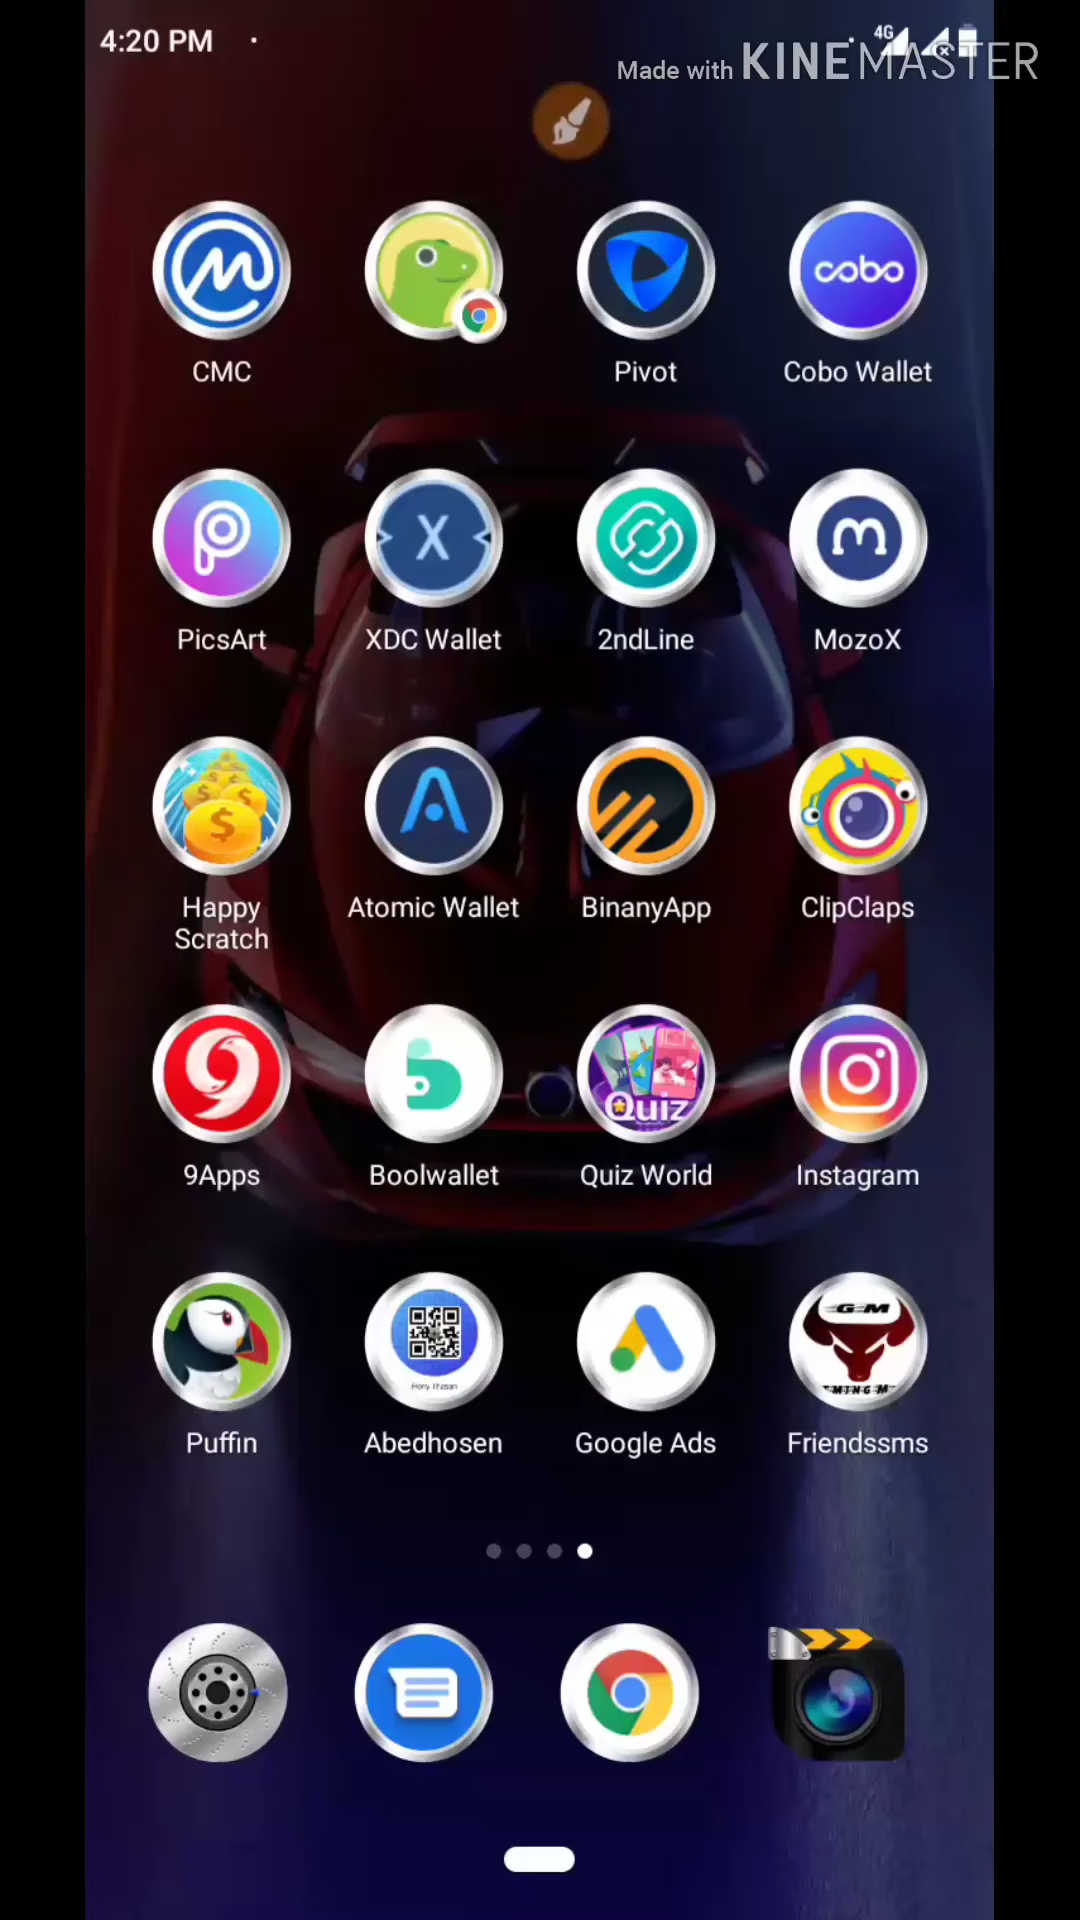 4:20 PM
4G
Made with KINEMASTER
cobo
CMC
Pivot
Cobo Wallet
X
PicsArt
XDC Wallet
2ndLine
MozoX
Happy
Scratch
Atomic Wallet
BinanyApp
ClipClaps
Quiz
9Apps
Boolwallet
Quiz World
Instagram
GM
Puffin
Abedhosen
Google Ads
Friendssms